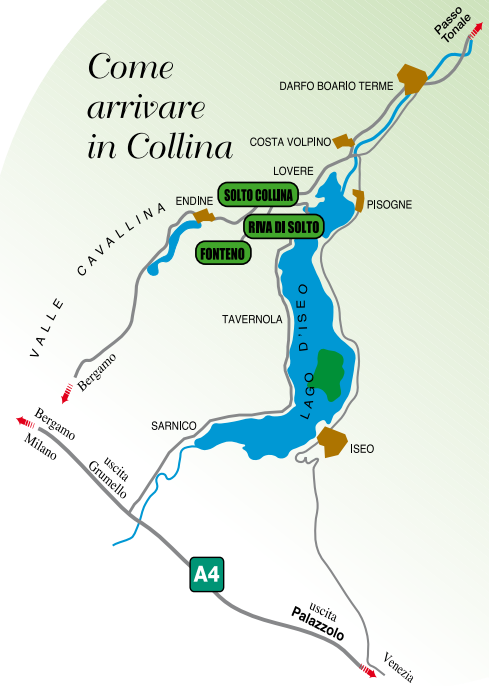 Come
arrivare
in Collina
Passo
Tonale
DARFO BOARIO TERME
COSTA VOLPINO
LOVERE
SOLTO COLLINA
ENDINE
PISOGNE
RIVA DI SOLTO
FONTENO
VALLE CAVALLINA
LAGO D'ISEO
TAVERNOLA
Bergamo
Bergamo
Milano
SARNICO
ISEO
uscita
Grumello
A4
uscita
Palazzolo
Venezia